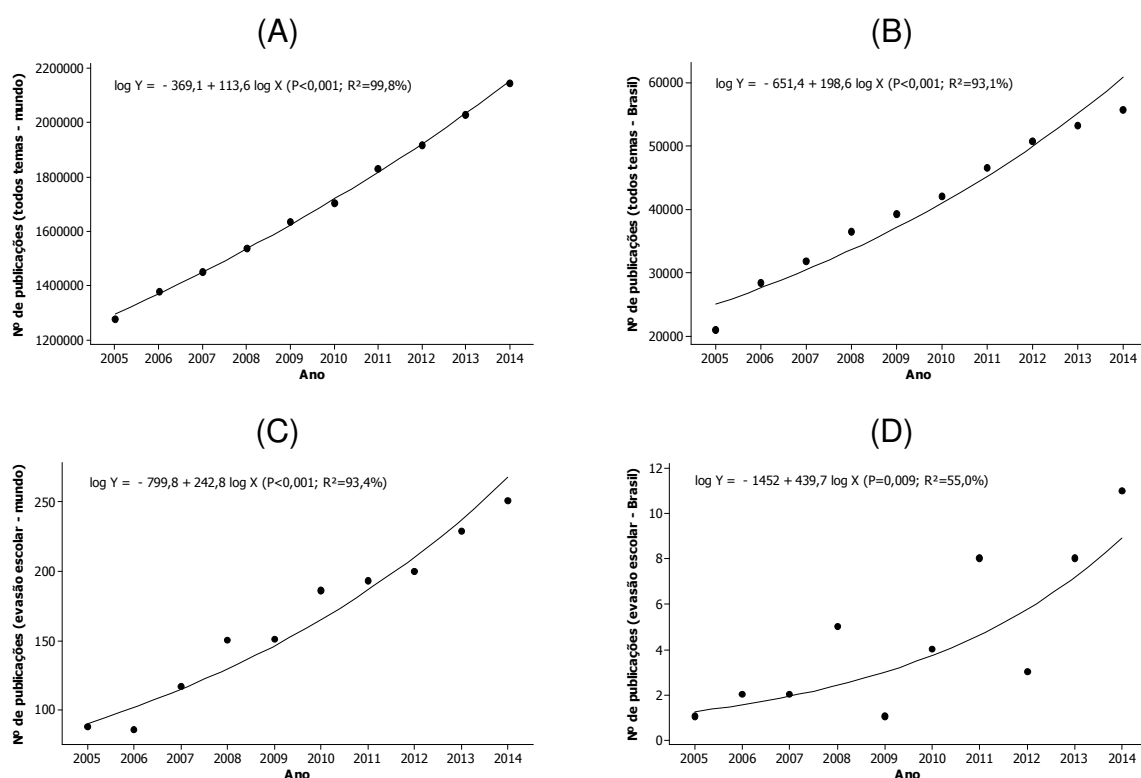 (A)
log Y = - 369,1 + 113,6 log X (P<0,001; R²=99,8%)
Nº de publicações (todos temas - mundo)
2200000
2000000
1800000
1600000
1400000
1200000
2005 2006 2007 2008 2009 2010 2011 2012 2013 2014
Ano
(B)
log Y = - 651,4 + 198,6 log X (P<0,001; R²=93,1%)
Nº de publicações (todos temas - Brasil)
60000
50000
40000
30000
20000
2005 2006 2007 2008 2009 2010 2011 2012 2013 2014
Ano
(C)
log Y = - 799,8 + 242,8 log X (P<0,001; R²=93,4%)
Nº de publicações (evasão escolar - mundo)
250
200
150
100
2005 2006 2007 2008 2009 2010 2011 2012 2013 2014
Ano
(D)
log Y = - 1452 + 439,7 log X (P=0,009; R²=55,0%)
Nº de publicações (evasão escolar - Brasil)
12
10
8
6
4
2
0
2005 2006 2007 2008 2009 2010 2011 2012 2013 2014
Ano